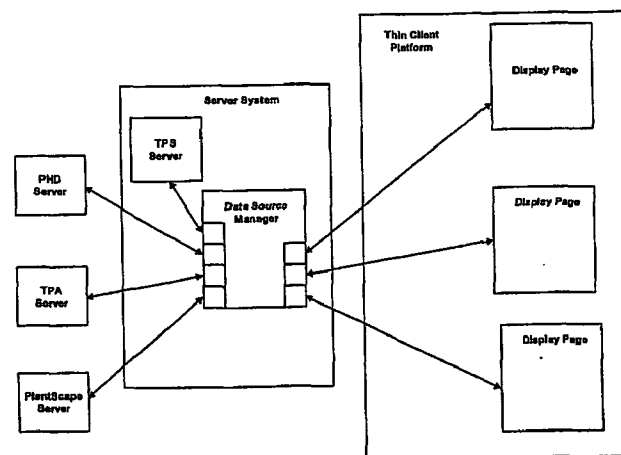 Thin Client
Platform
Display Page
Server System
TPS
Server
PHD
Server
Data Source
Manager
Display Page
TPA
Server
Display Page
PlantScape
Server